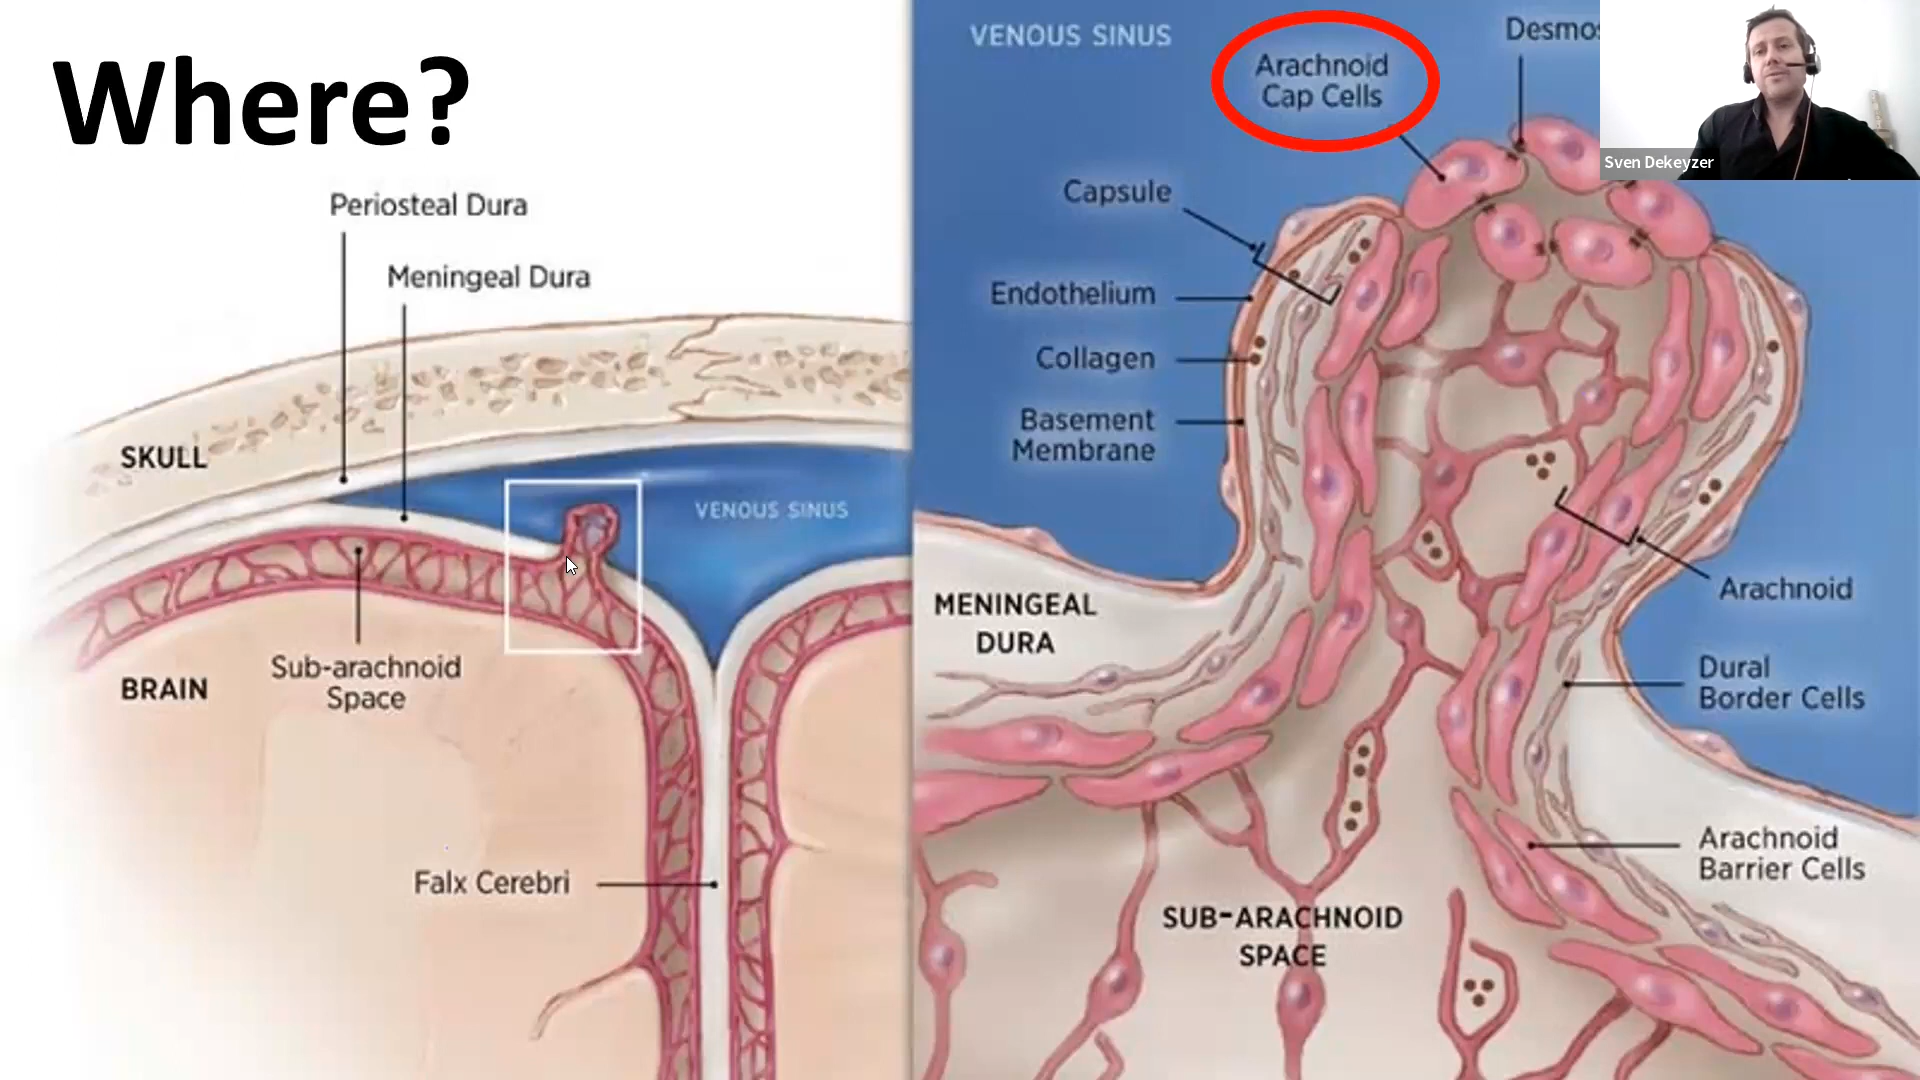 Where?
Periosteal Dura
Meningeal Dura
SKULL
VENOUS SINUS
BRAIN
Sub-arachnoid
Space
Falx Cerebri
VENOUS SINUS
Arachnoid
Cap Cells
Desmos
Capsule
Endothelium
Collagen
Basement
Membrane
MENINGEAL
DURA
Arachnoid
Dural
Border Cells
Arachnoid
Barrier Cells
SUB-ARACHNOID
SPACE
Sven Dekeyzer